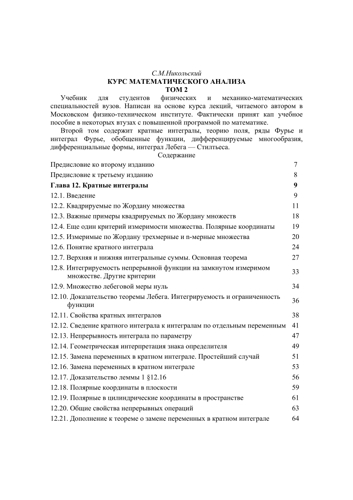 С.М.Никольский
КУРС МАТЕМАТИЧЕСКОГО АНАЛИЗА
ТОМ 2
Учебник для студентов физических и механико-математических
специальностей вузов. Написан на основе курса лекций, читаемого автором в
Московском физико-техническом институте. Фактически принят кап учебное
пособие в некоторых втузах с повышенной программой по математике.
Второй том содержит кратные интегралы, теорию поля, ряды Фурье и
интеграл Фурье, обобщенные функции, дифференцируемые многообразия,
дифференциальные формы, интеграл Лебега — Стилтьеса.
Содержание
Предисловие ко второму изданию 7
Предисловие к третьему изданию 8
Глава 12. Кратные интегралы 9
12.1. Введение 9
12.2. Квадрируемые по Жордану множества 11
12.3. Важные примеры квадрируемых по Жордану множеств 18
12.4. Еще один критерий измеримости множества. Полярные координаты 19
12.5. Измеримые по Жордану трехмерные и n-мерные множества 20
12.6. Понятие кратного интеграла 24
12.7. Верхняя и нижняя интегральные суммы. Основная теорема 27
12.8. Интегрируемость непрерывной функции на замкнутом измеримом
множестве. Другие критерии 33
12.9. Множество лебеговой меры нуль 34
12.10. Доказательство теоремы Лебега. Интегрируемость и ограниченность
функции 36
12.11. Свойства кратных интегралов 38
12.12. Сведение кратного интеграла к интегралам по отдельным переменным 41
12.13. Непрерывность интеграла по параметру 47
12.14. Геометрическая интерпретация знака определителя 49
12.15. Замена переменных в кратном интеграле. Простейший случай 51
12.16. Замена переменных в кратном интеграле 53
12.17. Доказательство леммы 1 §12.16 56
12.18. Полярные координаты в плоскости 59
12.19. Полярные в цилиндрические координаты в пространстве 61
12.20. Общие свойства непрерывных операций 63
12.21. Дополнение к теореме о замене переменных в кратном интеграле 64